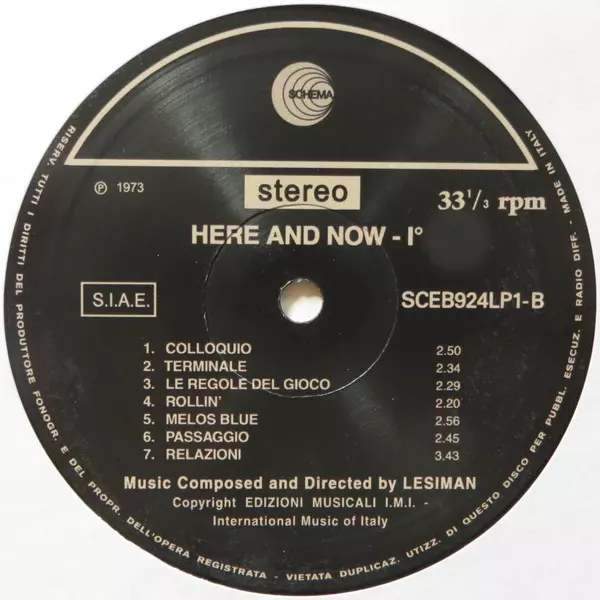 SCHEMA
℗ 1973
stereo
33 1/3 rpm
HERE AND NOW - I°
S.I.A.E.
SCEB924LP1-B
1. COLLOQUIO 2.50
2. TERMINALE 2.34
3. LE REGOLE DEL GIOCO 2.29
4. ROLLIN' 2.20
5. MELOS BLUE 2.56
6. PASSAGGIO 2.45
7. RELAZIONI 3.43
Music Composed and Directed by LESIMAN
Copyright EDIZIONI MUSICALI I.M.I. -
International Music of Italy
RISERV. TUTTI I DIRITTI DEL PRODUTTORE FONOGR. E DEL PROPR. DELL'OPERA REGISTRATA - VIETATA DUPLICAZ. UTILIZZ. DI QUESTO DISCO PER PUBBL. ESECUZ. E RADIO DIFF. - MADE IN ITALY